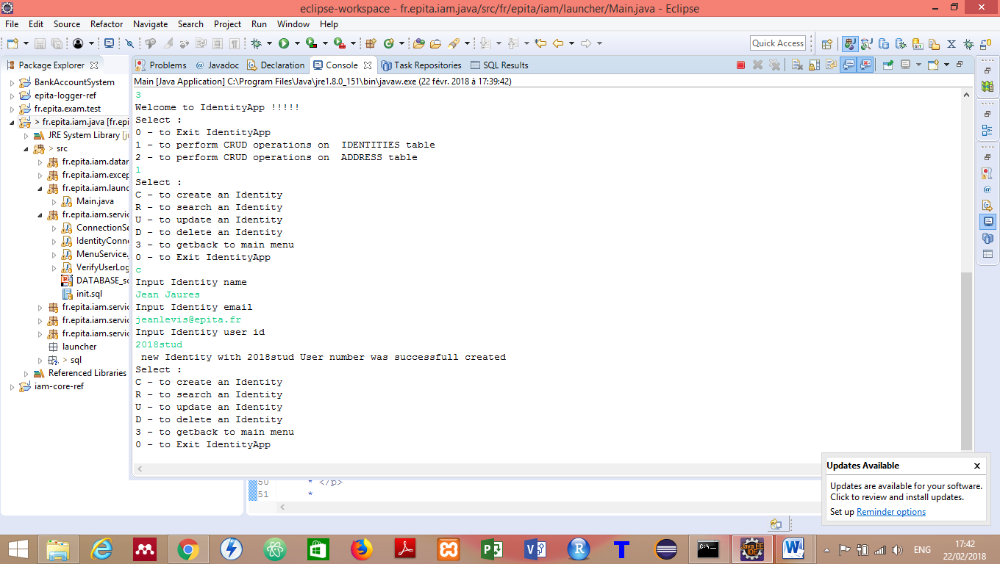 eclipse-workspace - fr.epita.iam.java/src/fr/epita/iam/launcher/Main.java - Eclipse
File Edit Source Refactor Navigate Search Project Run Window Help
Quick Access
Package Explorer
BankAccountSystem
epita-logger-ref
fr.epita.exam.test
> fr.epita.iam.java [fr.epi
JRE System Library [j
> src
fr.epita.iam.datar
fr.epita.iam.excep
fr.epita.iam.launc
Main.java
fr.epita.iam.servic
ConnectionSe
IdentityConne
MenuService.
VerifyUserLog
DATABASE_sc
init.sql
fr.epita.iam.servic
fr.epita.iam.servic
fr.epita.iam.servic
launcher
> sql
Referenced Libraries
iam-core-ref
Problems @ Javadoc Declaration Console Task Repositories SQL Results
Main [Java Application] C:\Program Files\Java\jre1.8.0_151\bin\javaw.exe (22 févr. 2018 à 17:39:42)
3
Welcome to IdentityApp !!!!!
Select :
0 - to Exit IdentityApp
1 - to perform CRUD operations on  IDENTITIES table
2 - to perform CRUD operations on  ADDRESS table
1
Select :
C - to create an Identity
R - to search an Identity
U - to update an Identity
D - to delete an Identity
3 - to getback to main menu
0 - to Exit IdentityApp
c
Input Identity name
Jean Jaures
Input Identity email
jeanlevis@epita.fr
Input Identity user id
2018stud
new Identity with 2018stud User number was successfull created
Select :
C - to create an Identity
R - to search an Identity
U - to update an Identity
D - to delete an Identity
3 - to getback to main menu
0 - to Exit IdentityApp
50 * </p>
51 *
Updates Available x
Updates are available for your software.
Click to review and install updates.
Set up Reminder options
ENG
17:42
22/02/2018